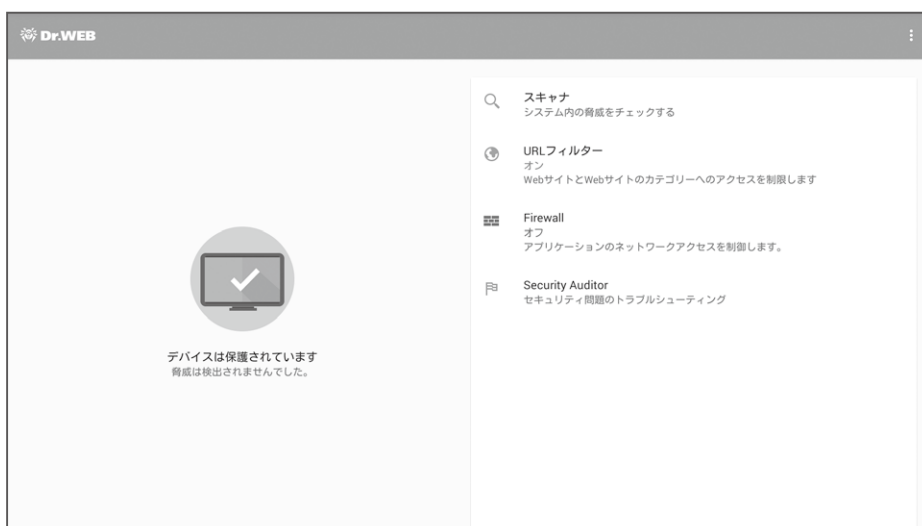 Dr.WEB
スキャナ
システム内の脅威をチェックする
URLフィルター
オン
WebサイトとWebサイトのカテゴリーへのアクセスを制限します
Firewall
オフ
アプリケーションのネットワークアクセスを制御します。
Security Auditor
セキュリティ問題のトラブルシューティング
デバイスは保護されています
脅威は検出されませんでした。